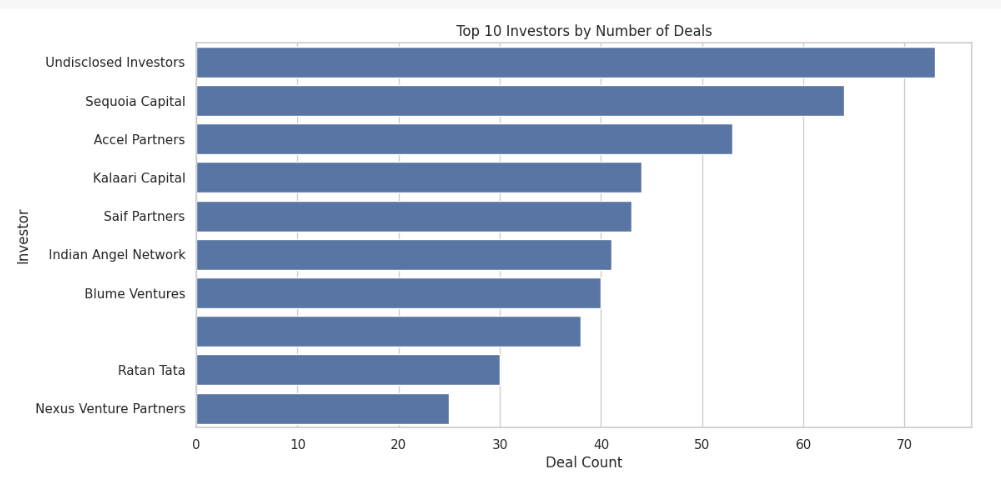 Top 10 Investors by Number of Deals
Undisclosed Investors
Sequoia Capital
Accel Partners
Kalaari Capital
Saif Partners
Indian Angel Network
Blume Ventures
Ratan Tata
Nexus Venture Partners
Investor
0 10 20 30 40 50 60 70
Deal Count